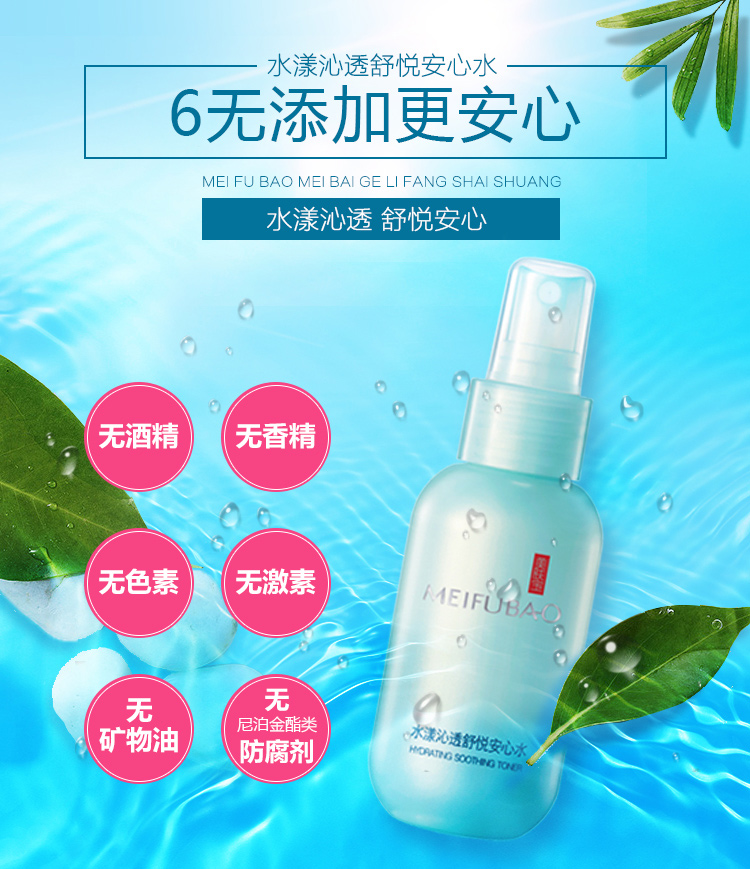 水漾沁透舒悦安心水
6无添加更安心
MEI FU BAO MEI BAI GE LI FANG SHAI SHUANG
水漾沁透 舒悦安心
无酒精
无香精
无色素
无激素
无
矿物油
无
尼泊金酯类
防腐剂
美肤宝
MEIFUBAO
水漾沁透舒悦安心水
HYDRATING SOOTHING TONER